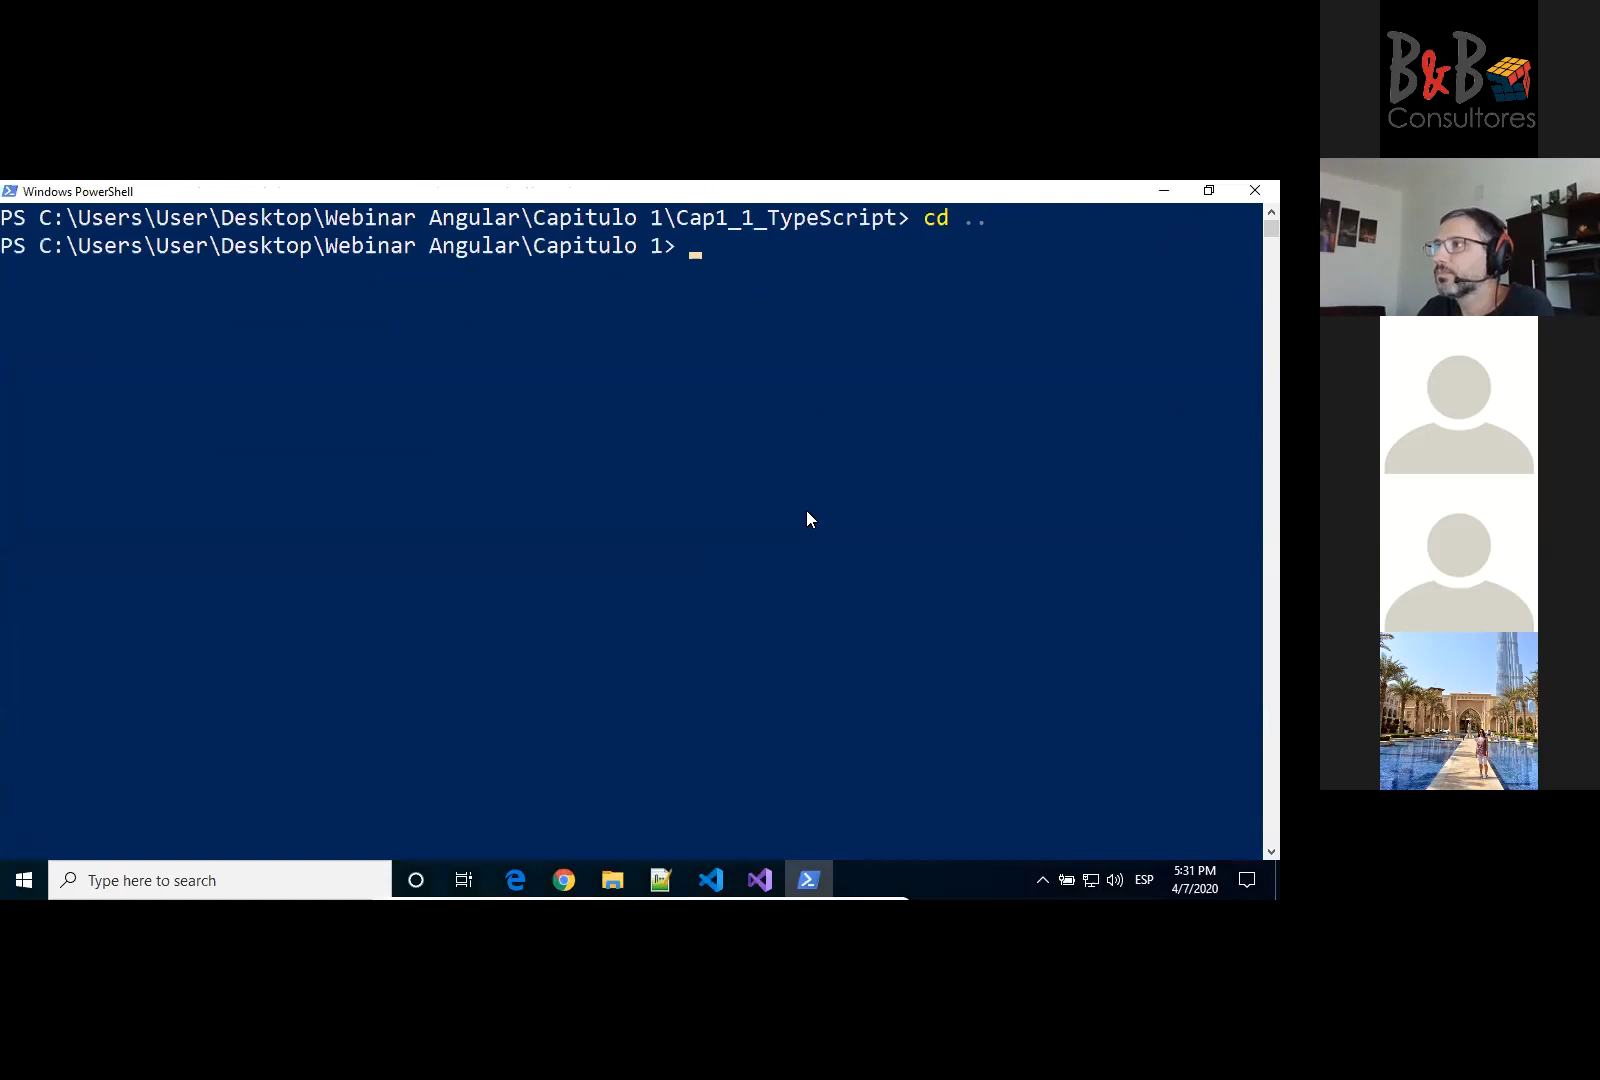 B&B
Consultores
Windows PowerShell
PS C:\Users\User\Desktop\Webinar Angular\Capitulo 1\Cap1_1_TypeScript> cd ..
PS C:\Users\User\Desktop\Webinar Angular\Capitulo 1>
Type here to search
ESP
5:31 PM
4/7/2020